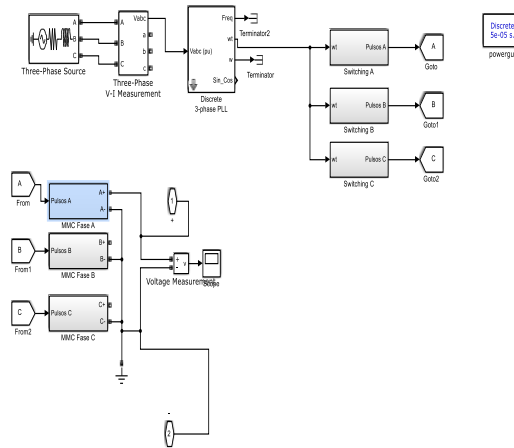 A
B
C
Three-Phase Source
A
B
C
Vabc
a
b
c
Three-Phase
V-I Measurement
Vabc (pu)
Freq
wt
w
Sin_Cos
Discrete
3-phase PLL
Terminator2
Terminator
wt Pulsos A
Switching A
A
Goto
wt Pulsos B
Switching B
B
Goto1
wt Pulsos C
Switching C
C
Goto2
Discrete
5e-05 s.
powergu
A
From
Pulsos A
A+
A-
MMC Fase A
B
From1
Pulsos B
B+
B-
MMC Fase B
C
From2
Pulsos C
C+
C-
MMC Fase C
1
+
+
-
v
Voltage Measurement
Scope
-
2